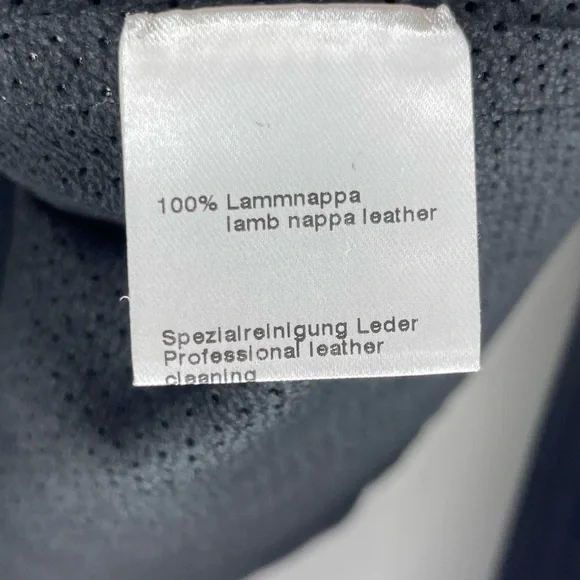 100% Lammnappa
lamb nappa leather
Spezialreinigung Leder
Professional leather
cleaning